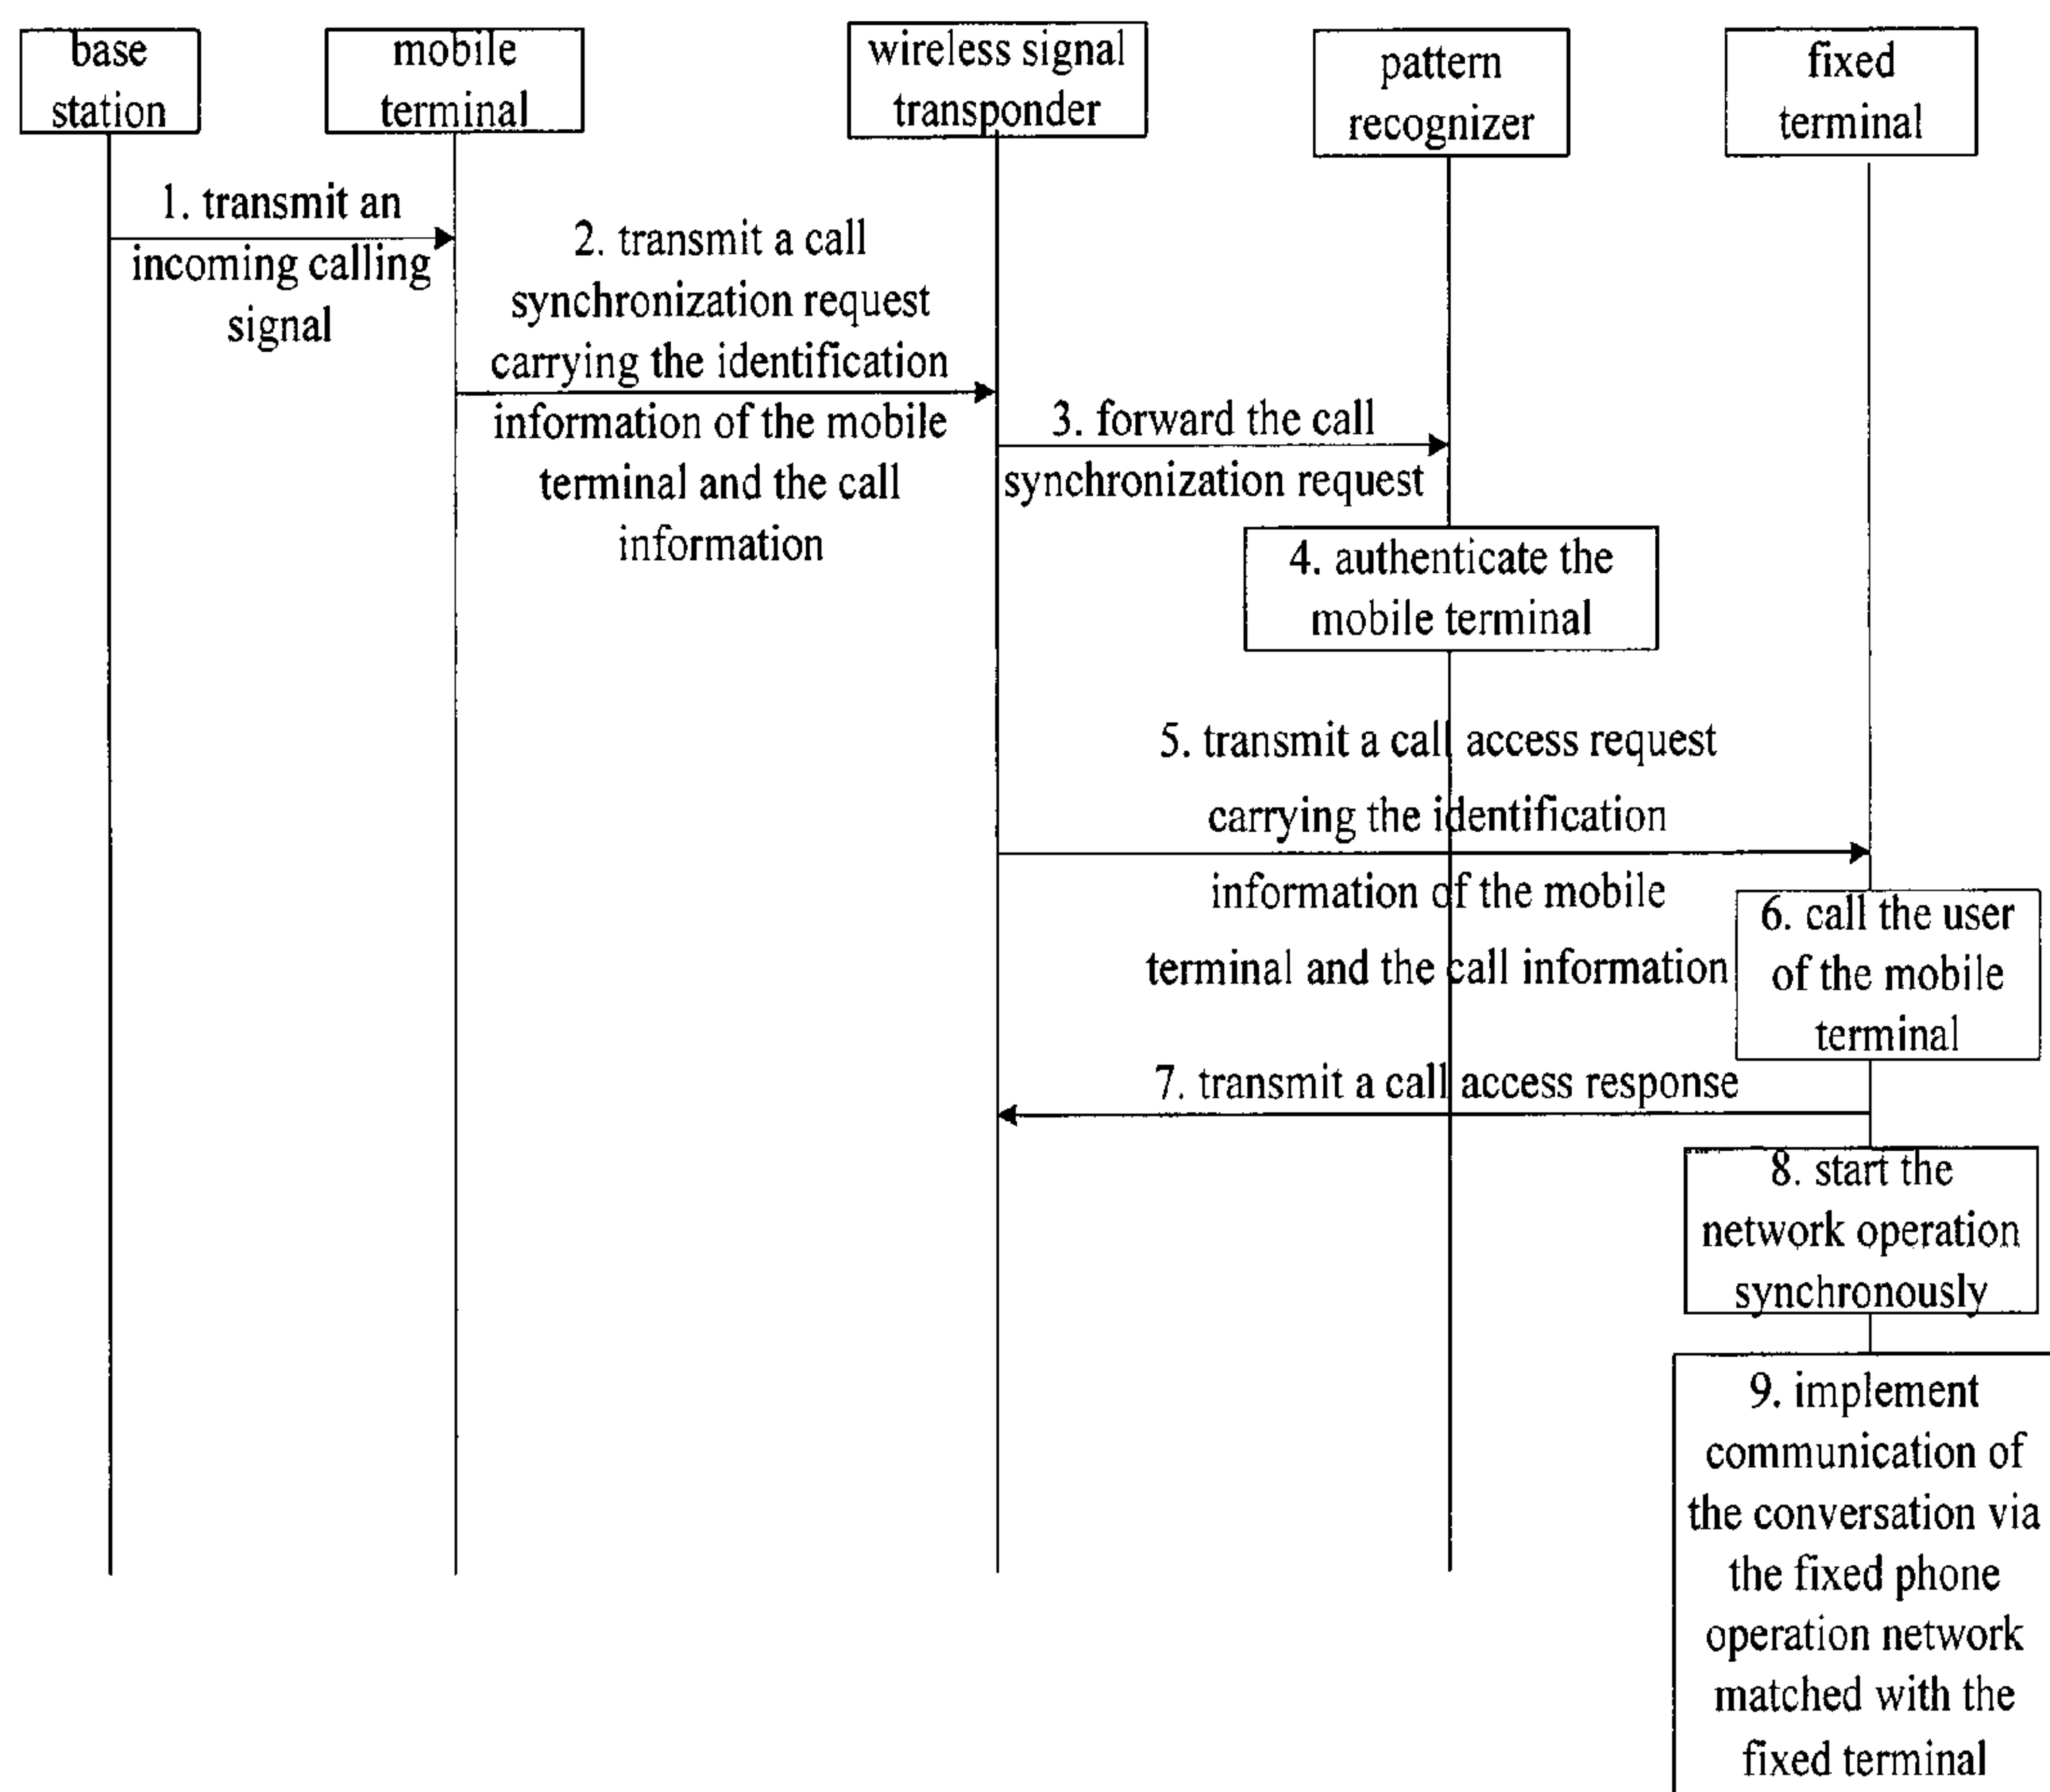 base
station
mobile
terminal
wireless signal
transponder
pattern
recognizer
fixed
terminal
1. transmit an
incoming calling
signal
2. transmit a call
synchronization request
carrying the identification
information of the mobile
terminal and the call
information
3. forward the call
synchronization request
4. authenticate the
mobile terminal
5. transmit a call access request
carrying the identification
information of the mobile
terminal and the call information
6. call the user
of the mobile
terminal
7. transmit a call access response
8. start the
network operation
synchronously
9. implement
communication of
the conversation via
the fixed phone
operation network
matched with the
fixed terminal